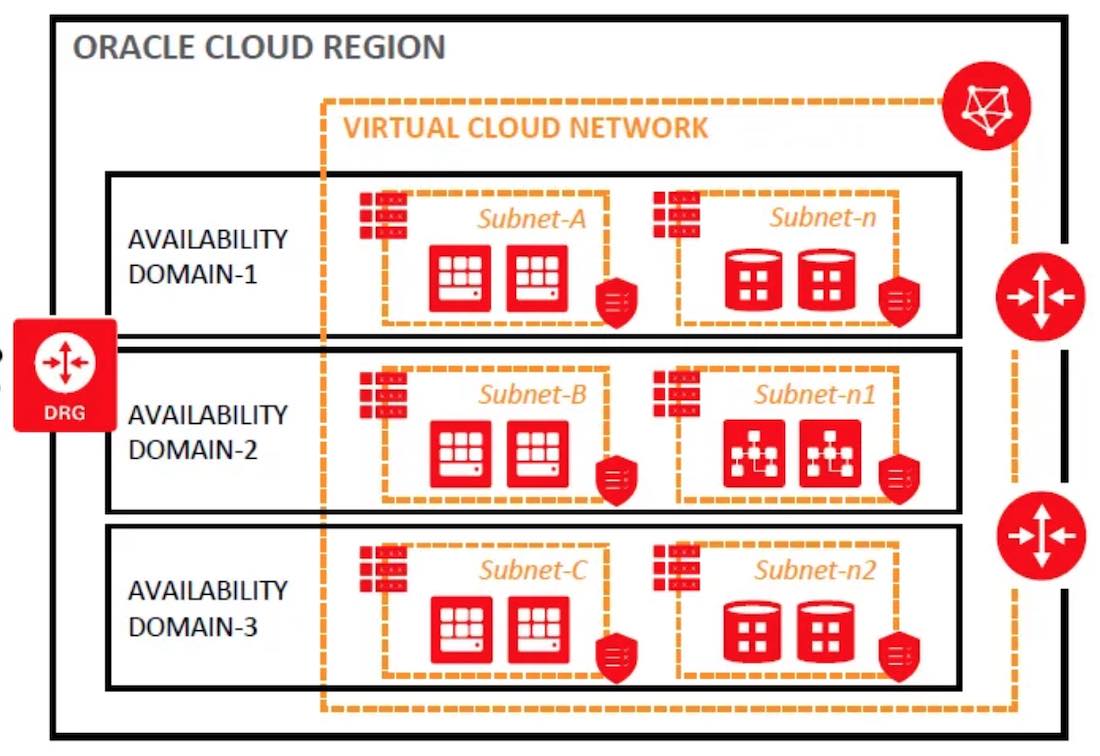 ORACLE CLOUD REGION
VIRTUAL CLOUD NETWORK
AVAILABILITY
DOMAIN-1
Subnet-A
Subnet-n
DRG
AVAILABILITY
DOMAIN-2
Subnet-B
Subnet-n1
AVAILABILITY
DOMAIN-3
Subnet-C
Subnet-n2